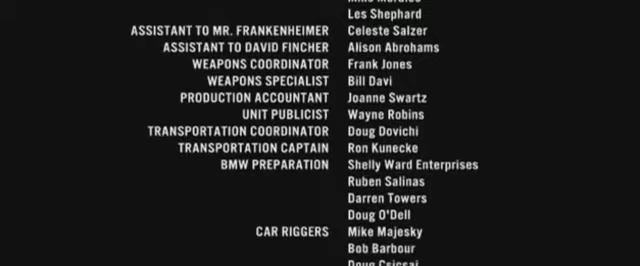 Les Shephard
ASSISTANT TO MR. FRANKENHEIMER Celeste Salzer
ASSISTANT TO DAVID FINCHER Alison Abrohams
WEAPONS COORDINATOR Frank Jones
WEAPONS SPECIALIST Bill Davi
PRODUCTION ACCOUNTANT Joanne Swartz
UNIT PUBLICIST Wayne Robins
TRANSPORTATION COORDINATOR Doug Dovichi
TRANSPORTATION CAPTAIN Ron Kunecke
BMW PREPARATION Shelly Ward Enterprises
Ruben Salinas
Darren Towers
Doug O'Dell
CAR RIGGERS Mike Majesky
Bob Barbour
Doug